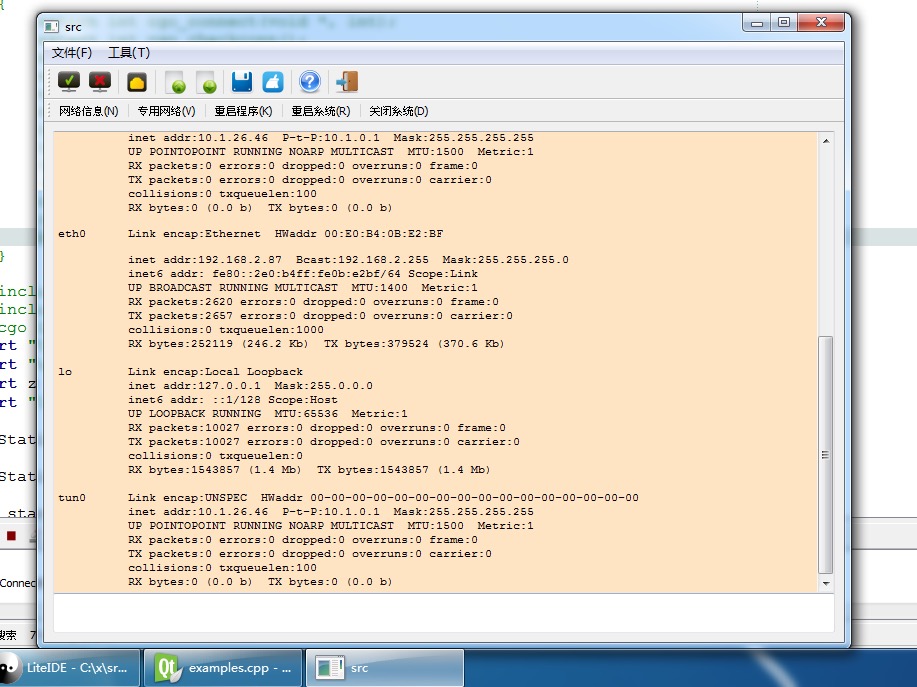 src
文件(F) 工具(T)
网络信息(N) 专用网络(V) 重启程序(K) 重启系统(R) 关闭系统(D)
inet addr:10.1.26.46 P-t-P:10.1.0.1 Mask:255.255.255.255
UP POINTOPOINT RUNNING NOARP MULTICAST MTU:1500 Metric:1
RX packets:0 errors:0 dropped:0 overruns:0 frame:0
TX packets:0 errors:0 dropped:0 overruns:0 carrier:0
collisions:0 txqueuelen:100
RX bytes:0 (0.0 b) TX bytes:0 (0.0 b)
eth0 Link encap:Ethernet HWaddr 00:E0:B4:0B:E2:BF
inet addr:192.168.2.87 Bcast:192.168.2.255 Mask:255.255.255.0
inet6 addr: fe80::2e0:b4ff:fe0b:e2bf/64 Scope:Link
UP BROADCAST RUNNING MULTICAST MTU:1400 Metric:1
RX packets:2620 errors:0 dropped:0 overruns:0 frame:0
TX packets:2657 errors:0 dropped:0 overruns:0 carrier:0
collisions:0 txqueuelen:1000
RX bytes:252119 (246.2 Kb) TX bytes:379524 (370.6 Kb)
lo Link encap:Local Loopback
inet addr:127.0.0.1 Mask:255.0.0.0
inet6 addr: ::1/128 Scope:Host
UP LOOPBACK RUNNING MTU:65536 Metric:1
RX packets:10027 errors:0 dropped:0 overruns:0 frame:0
TX packets:10027 errors:0 dropped:0 overruns:0 carrier:0
collisions:0 txqueuelen:0
RX bytes:1543857 (1.4 Mb) TX bytes:1543857 (1.4 Mb)
tun0 Link encap:UNSPEC HWaddr 00-00-00-00-00-00-00-00-00-00-00-00-00-00-00-00
inet addr:10.1.26.46 P-t-P:10.1.0.1 Mask:255.255.255.255
UP POINTOPOINT RUNNING NOARP MULTICAST MTU:1500 Metric:1
RX packets:0 errors:0 dropped:0 overruns:0 frame:0
TX packets:0 errors:0 dropped:0 overruns:0 carrier:0
collisions:0 txqueuelen:100
RX bytes:0 (0.0 b) TX bytes:0 (0.0 b)
incl
incl
cgo
rt "
rt "
rt z
rt "
Stat
Stat
sta
Connec
搜索 7
LiteIDE - C:\x\sr... Qt examples.cpp - ... src